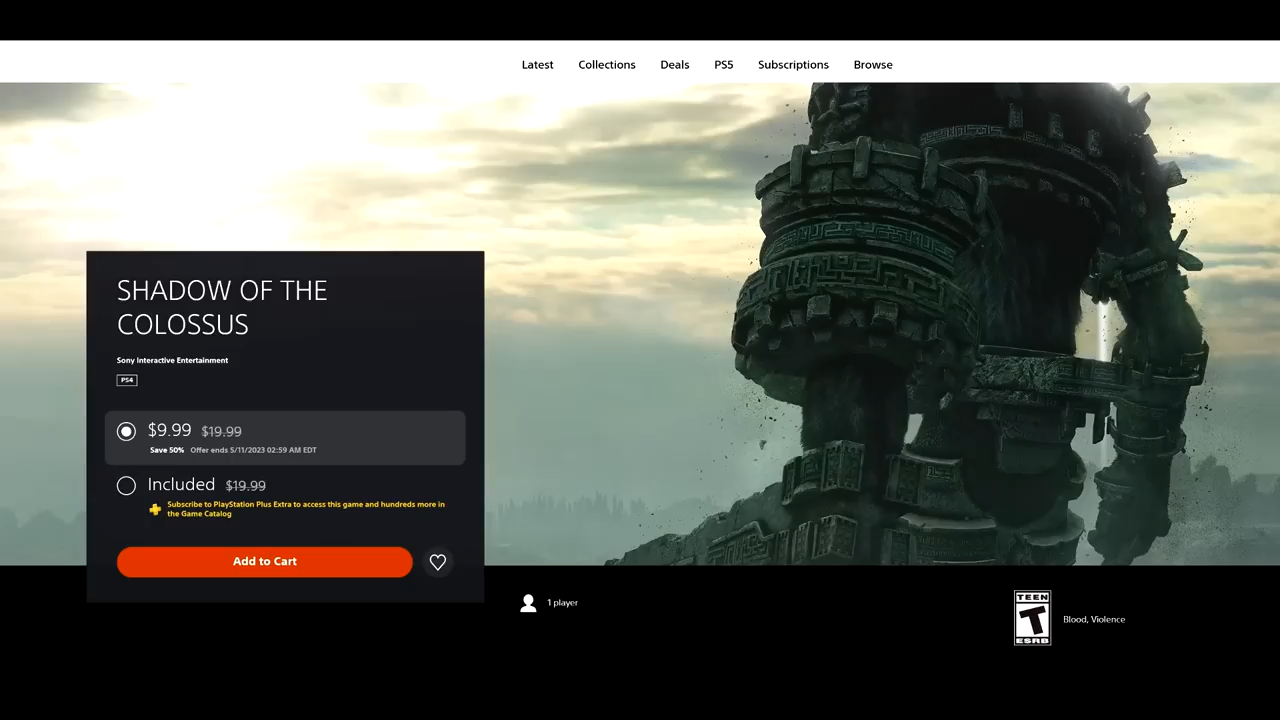 Latest Collections Deals PS5 Subscriptions Browse
SHADOW OF THE
COLOSSUS
Sony Interactive Entertainment
PS4
$9.99 $19.99
Save 50% Offer ends 5/11/2023 02:59 AM EDT
Included $19.99
Subscribe to PlayStation Plus Extra to access this game and hundreds more in
the Game Catalog
Add to Cart
1 player
TEEN
T
ESRB
Blood, Violence